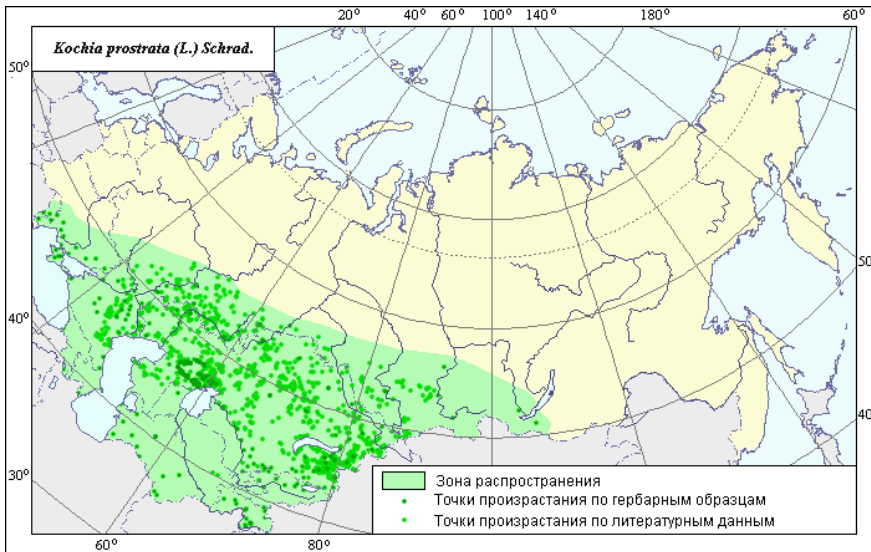 20° 40° 60° 100° 140° 180° 60°
Kochia prostrata (L.) Schrad.
50°
50°
40°
40°
30°
Зона распространения
Точки произрастания по гербарным образцам
Точки произрастания по литературным данным
60° 80°